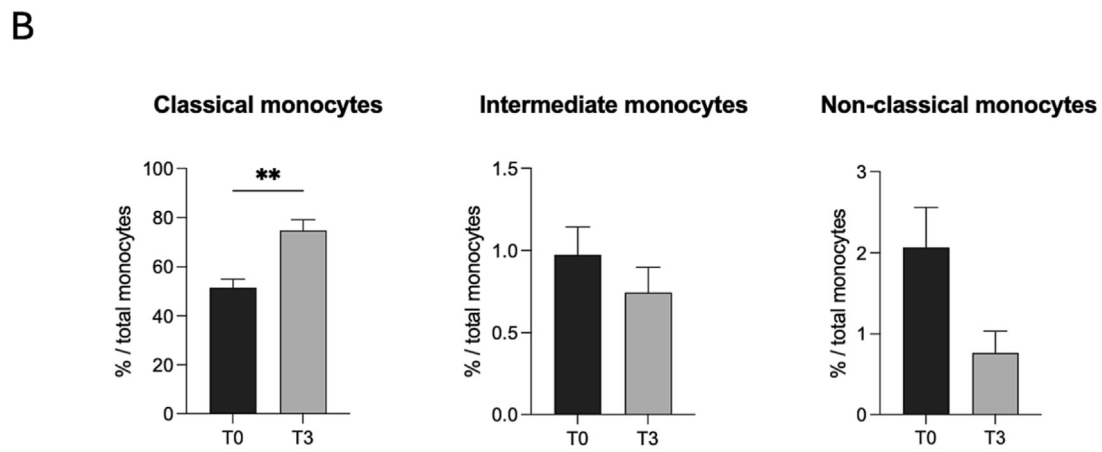 B
Classical monocytes
% / total monocytes
100
80
60
40
20
0
**
T0
T3
Intermediate monocytes
% / total monocytes
1.5
1.0
0.5
0.0
T0
T3
Non-classical monocytes
% / total monocytes
3
2
1
0
T0
T3